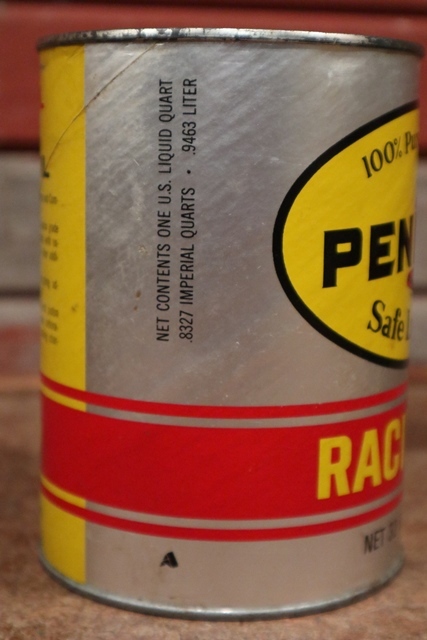 NET CONTENTS ONE U.S. LIQUID QUART
.8327 IMPERIAL QUARTS • .9463 LITER
100% Pu
PEN
Safe
RAC
NET
A